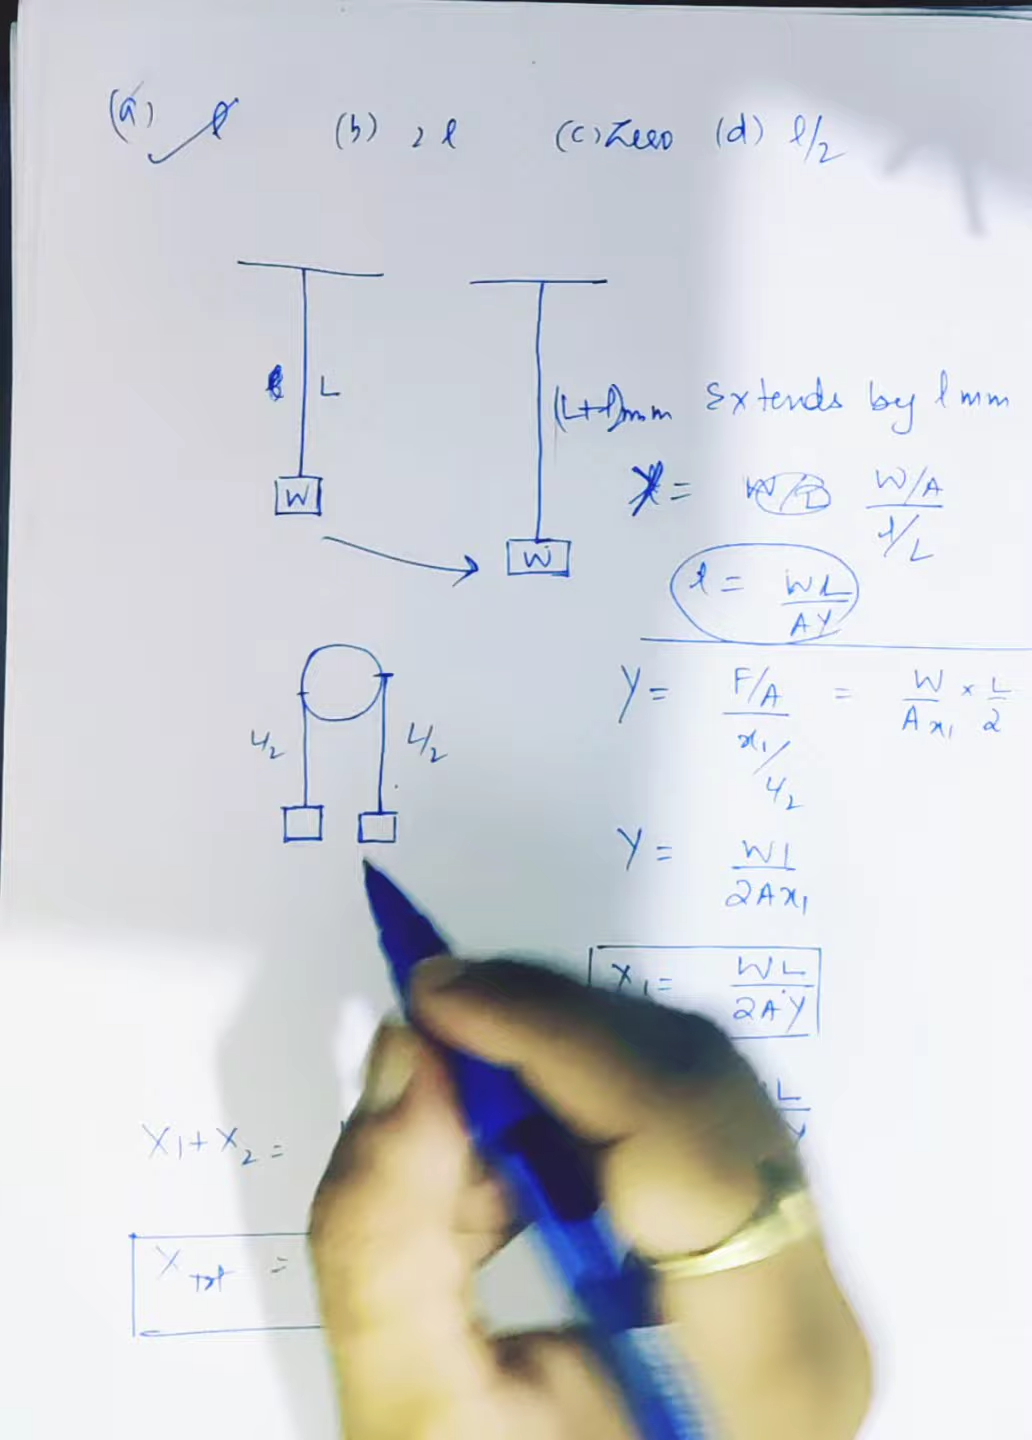 (a) l (b) 2l (c) Zero (d) l/2
L
(L+l)mm Extends by l mm
W
W
Y = W/A
l/L
l = WL
AY
Y = F/A = W × L
x₁/ Ax₁ 2
L/2
L/2 L/2
Y = WL
2Ax₁
x₁ = WL
2AY
L
Y
X₁ + X₂ =
X Tot =